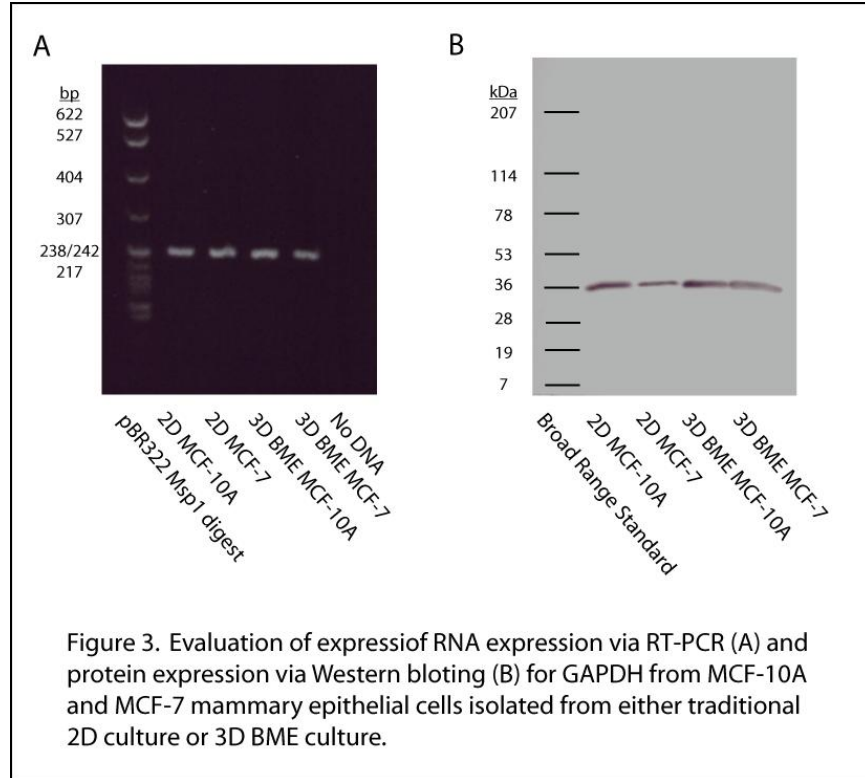 A
bp
622
527
404
307
238/242
217
pBR322 Msp1 digest
2D MCF-10A
2D MCF-7
3D BME MCF-10A
3D BME MCF-7
No DNA
B
kDa
207
114
78
53
36
28
19
7
Broad Range Standard
2D MCF-10A
2D MCF-7
3D BME MCF-10A
3D BME MCF-7
Figure 3. Evaluation of expressiof RNA expression via RT-PCR (A) and
protein expression via Western bloting (B) for GAPDH from MCF-10A
and MCF-7 mammary epithelial cells isolated from either traditional
2D culture or 3D BME culture.